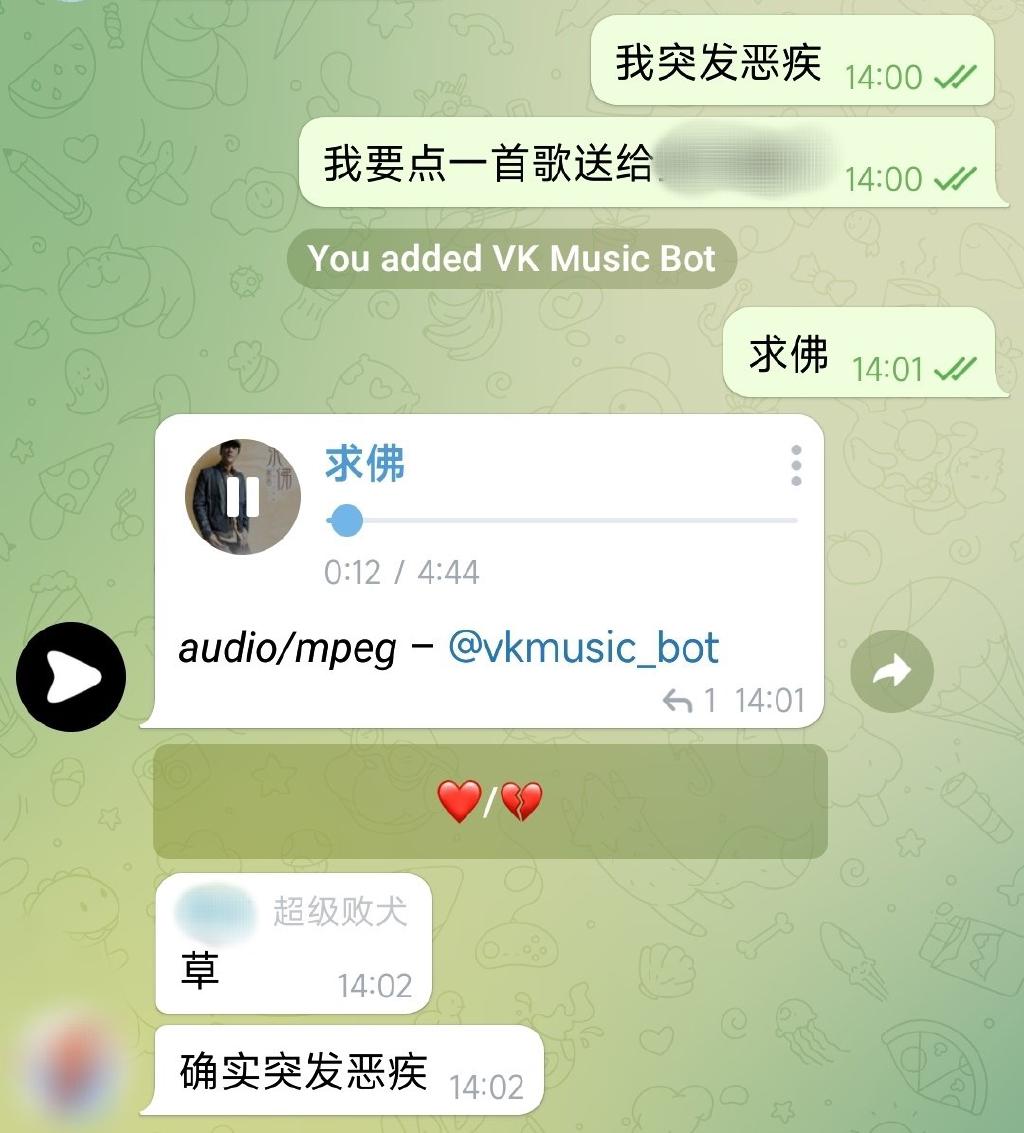 我突发恶疾 14:00
我要点一首歌送给 14:00
You added VK Music Bot
求佛 14:01
求佛
求佛
0:12 / 4:44
audio/mpeg – @vkmusic_bot
1 14:01
❤️/💔
超级败犬
草 14:02
确实突发恶疾 14:02